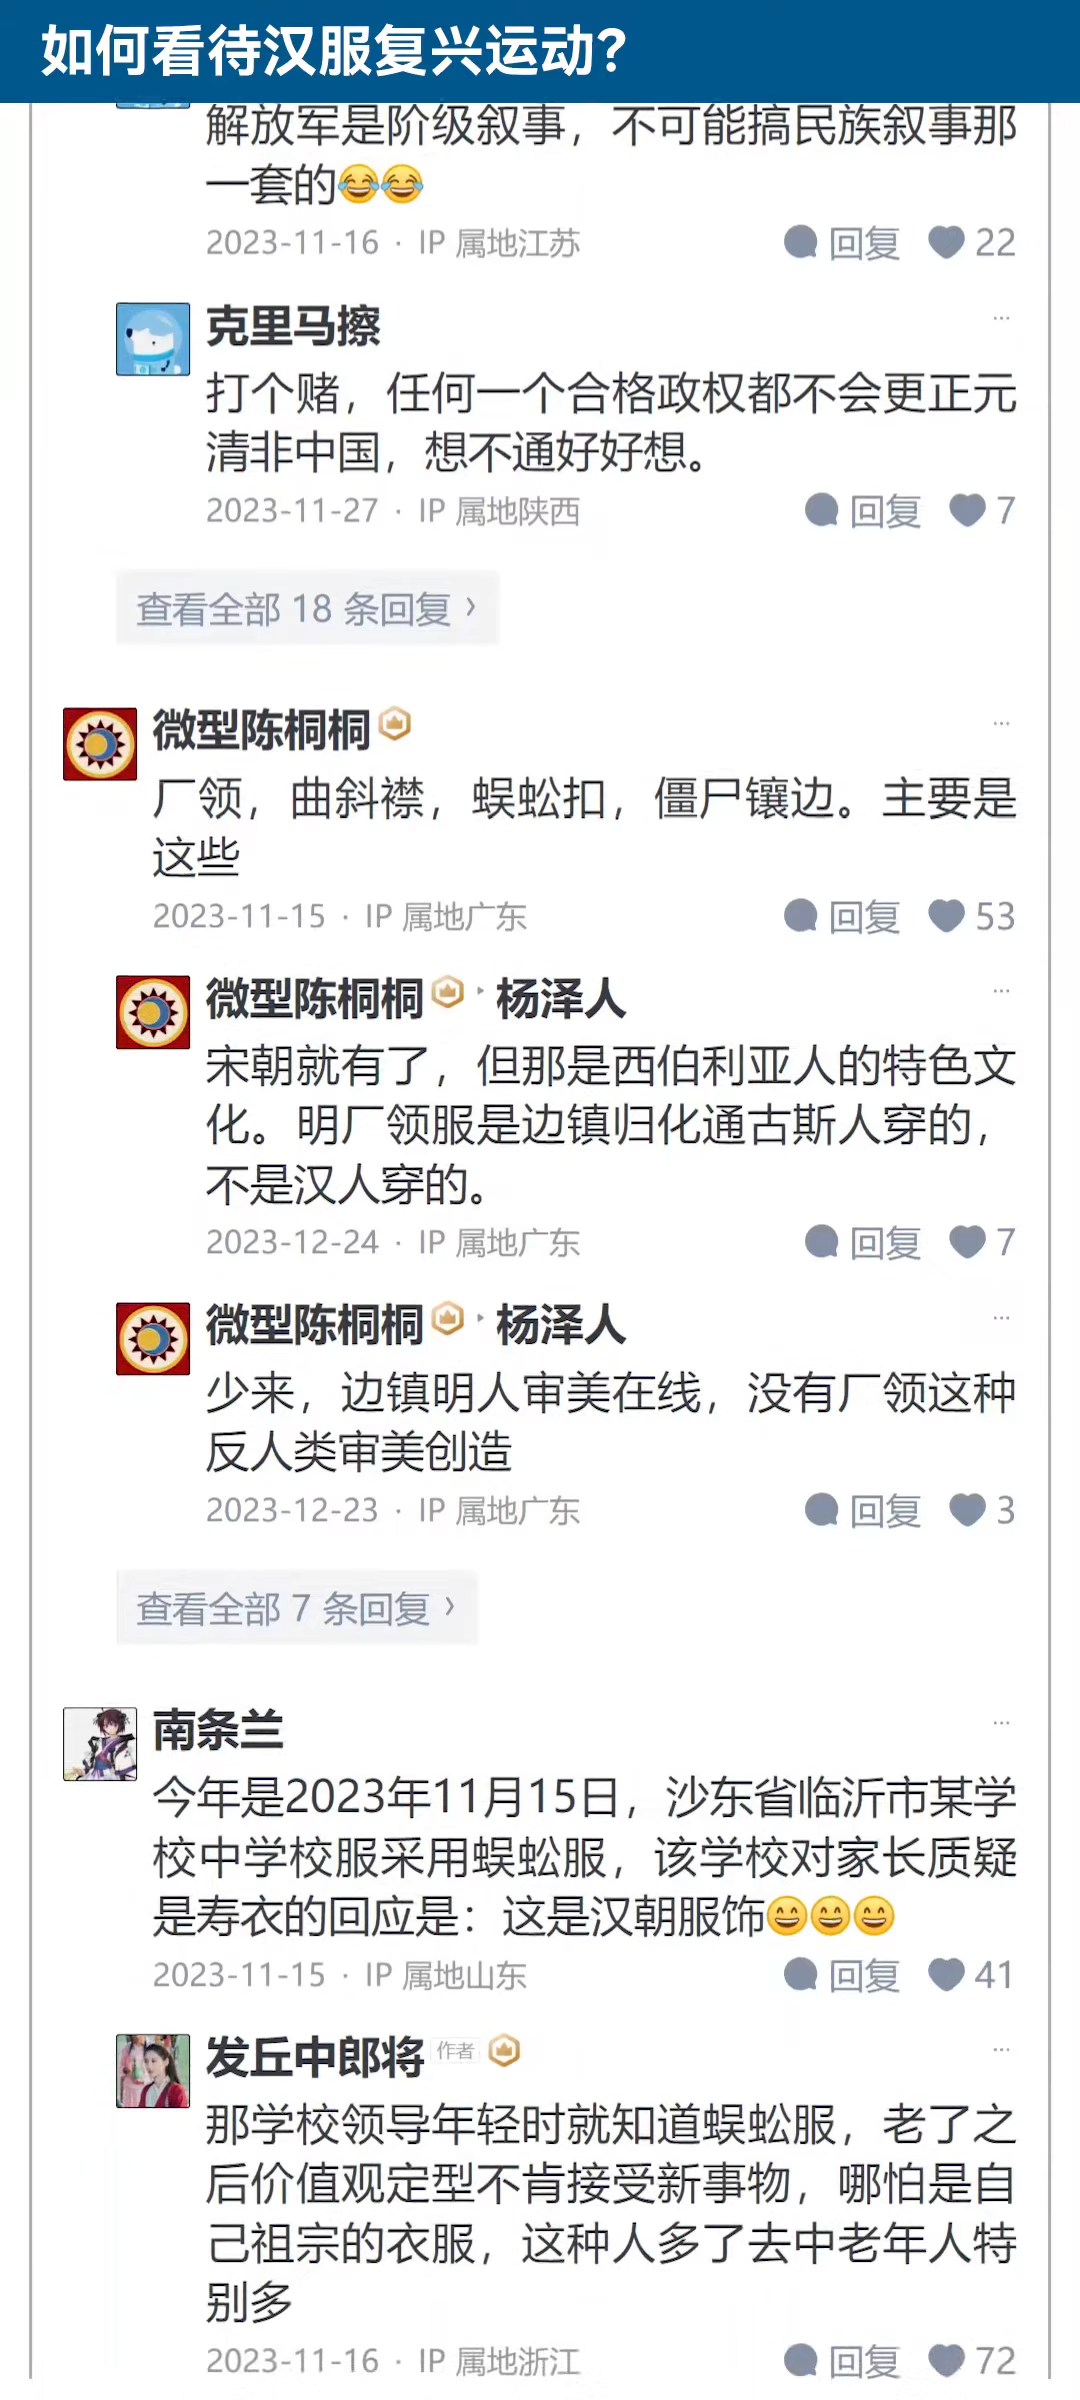 如何看待汉服复兴运动?
解放军是阶级叙事，不可能搞民族叙事那
一套的😂😂
2023-11-16 · IP 属地江苏 回复 22
克里马擦
打个赌，任何一个合格政权都不会更正元
清非中国，想不通好好想。
2023-11-27 · IP 属地陕西 回复 7
查看全部 18 条回复 ›
微型陈桐桐
厂领，曲斜襟，蜈蚣扣，僵尸镶边。主要是
这些
2023-11-15 · IP 属地广东 回复 53
微型陈桐桐 杨泽人
宋朝就有了，但那是西伯利亚人的特色文
化。明厂领服是边镇归化通古斯人穿的，
不是汉人穿的。
2023-12-24 · IP 属地广东 回复 7
微型陈桐桐 杨泽人
少来，边镇明人审美在线，没有厂领这种
反人类审美创造
2023-12-23 · IP 属地广东 回复 3
查看全部 7 条回复 ›
南条兰
今年是2023年11月15日，沙东省临沂市某学
校中学校服采用蜈蚣服，该学校对家长质疑
是寿衣的回应是：这是汉朝服饰😄😄😄
2023-11-15 · IP 属地山东 回复 41
发丘中郎将 作者
那学校领导年轻时就知道蜈蚣服，老了之
后价值观定型不肯接受新事物，哪怕是自
己祖宗的衣服，这种人多了去中老年人特
别多
2023-11-16 · IP 属地浙江 回复 72